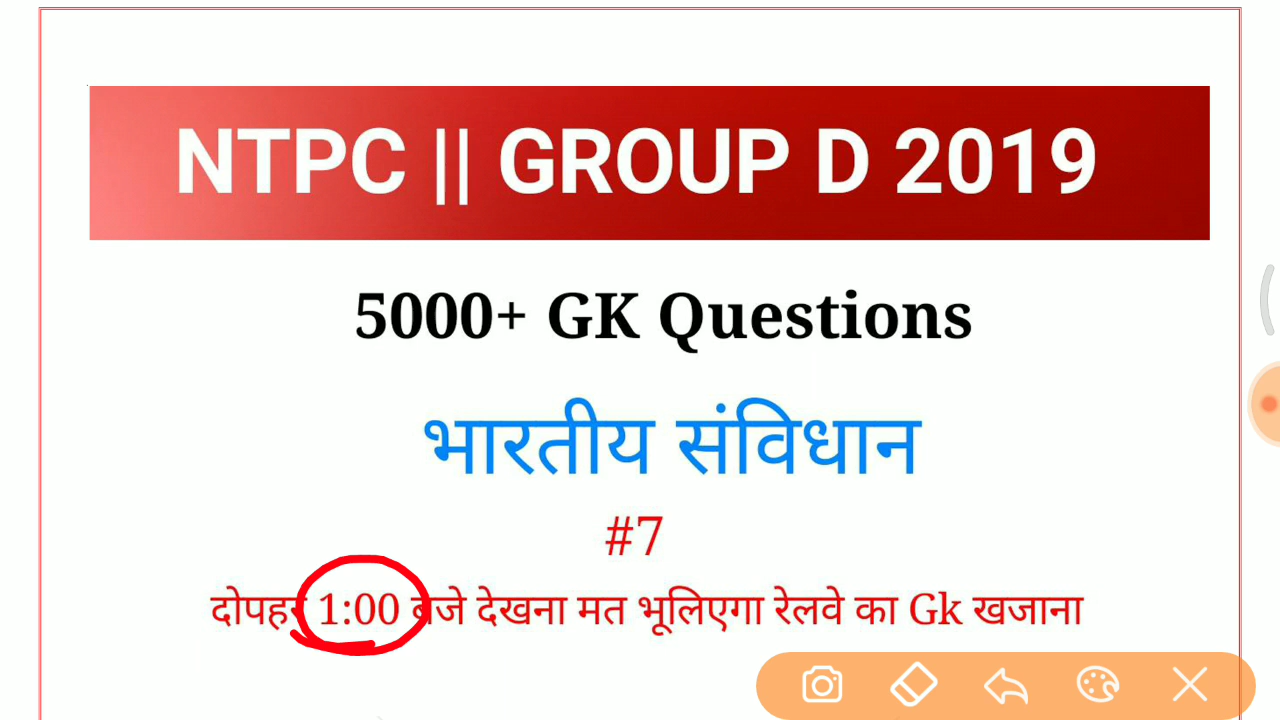 NTPC || GROUP D 2019
5000+ GK Questions
भारतीय संविधान
#7
दोपहर 1:00 बजे देखना मत भूलिएगा रेलवे का Gk खजाना